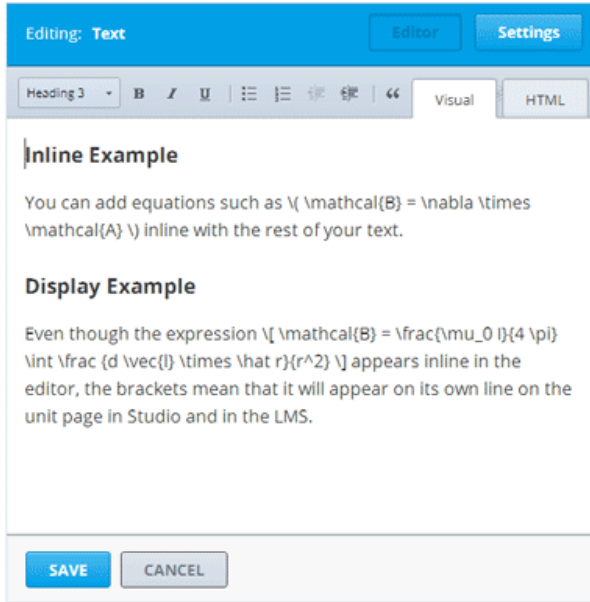 Editing: Text Editor Settings
Heading 3 B I U “ Visual HTML
Inline Example
You can add equations such as \( \mathcal{B} = \nabla \times
\mathcal{A} \) inline with the rest of your text.
Display Example
Even though the expression \[ \mathcal{B} = \frac{\mu_0 I}{4 \pi}
\int \frac {d \vec{l} \times \hat r}{r^2} \] appears inline in the
editor, the brackets mean that it will appear on its own line on the
unit page in Studio and in the LMS.
SAVE CANCEL